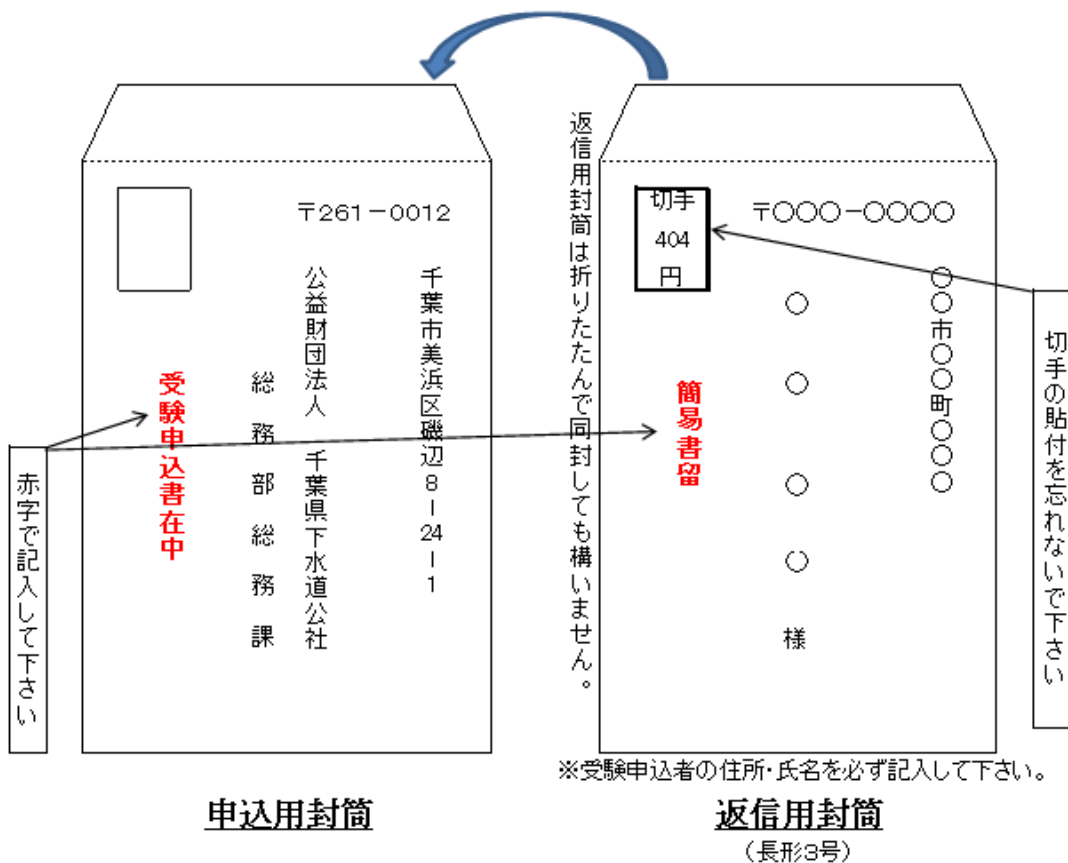 赤字で記入して下さい
〒261－0012
千葉市美浜区磯辺8－24－1
公益財団法人　千葉県下水道公社
総務部総務課
受験申込書在中
申込用封筒
返信用封筒は折りたたんで同封しても構いません。
切手
404
円
〒○○○－○○○○
○○市○○町○○○
○○○○様
簡易書留
切手の貼付を忘れないで下さい
※受験申込者の住所・氏名を必ず記入して下さい。
返信用封筒
（長形3号）